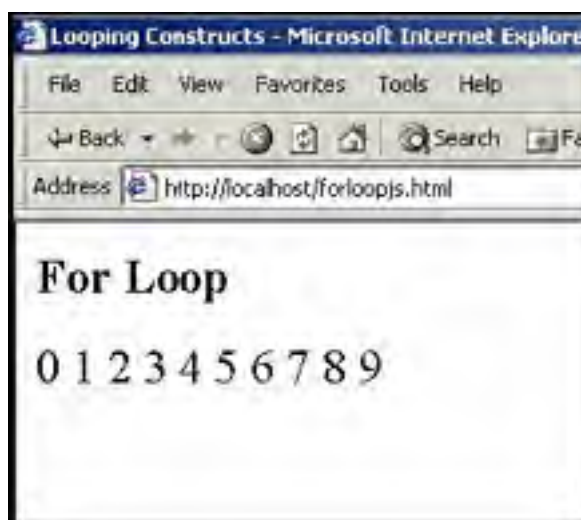 Looping Constructs - Microsoft Internet Explore
File Edit View Favorites Tools Help
Back Search Fa
Address http://localhost/forloopjs.html
For Loop
0 1 2 3 4 5 6 7 8 9